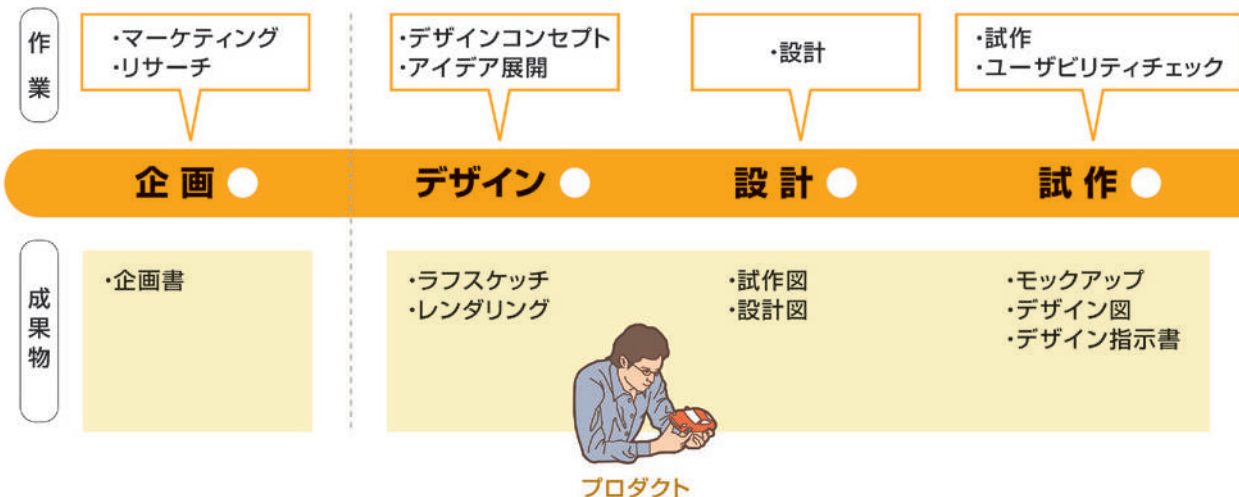 作業
・マーケティング
・リサーチ
・デザインコンセプト
・アイデア展開
・設計
・試作
・ユーザビリティチェック
企画
デザイン
設計
試作
成果物
・企画書
・ラフスケッチ
・レンダリング
・試作図
・設計図
・モックアップ
・デザイン図
・デザイン指示書
プロダクト